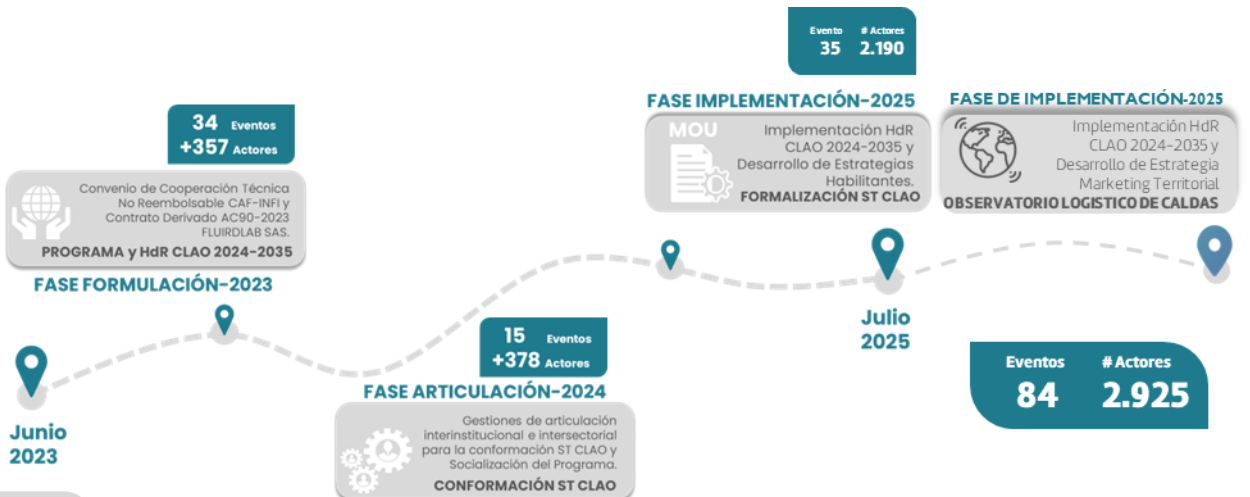 34 Eventos
+357 Actores
Convenio de Cooperación Técnica
No Reembolsable CAF-INFI y
Contrato Derivado AC90-2023
FLUIRDLAB SAS.
PROGRAMA y HdR CLAO 2024-2035
FASE FORMULACIÓN-2023
Junio
2023
15 Eventos
+378 Actores
FASE ARTICULACIÓN-2024
Gestiones de articulación
interinstitucional e intersectorial
para la conformación ST CLAO y
Socialización del Programa.
CONFORMACIÓN ST CLAO
Evento # Actores
35 2.190
FASE IMPLEMENTACIÓN-2025
MOU
Implementación HdR
CLAO 2024-2035 y
Desarrollo de Estrategias
Habilitantes.
FORMALIZACIÓN ST CLAO
Julio
2025
FASE DE IMPLEMENTACIÓN-2025
Implementación HdR
CLAO 2024-2035 y
Desarrollo de Estrategia
Marketing Territorial
OBSERVATORIO LOGISTICO DE CALDAS
Eventos # Actores
84 2.925